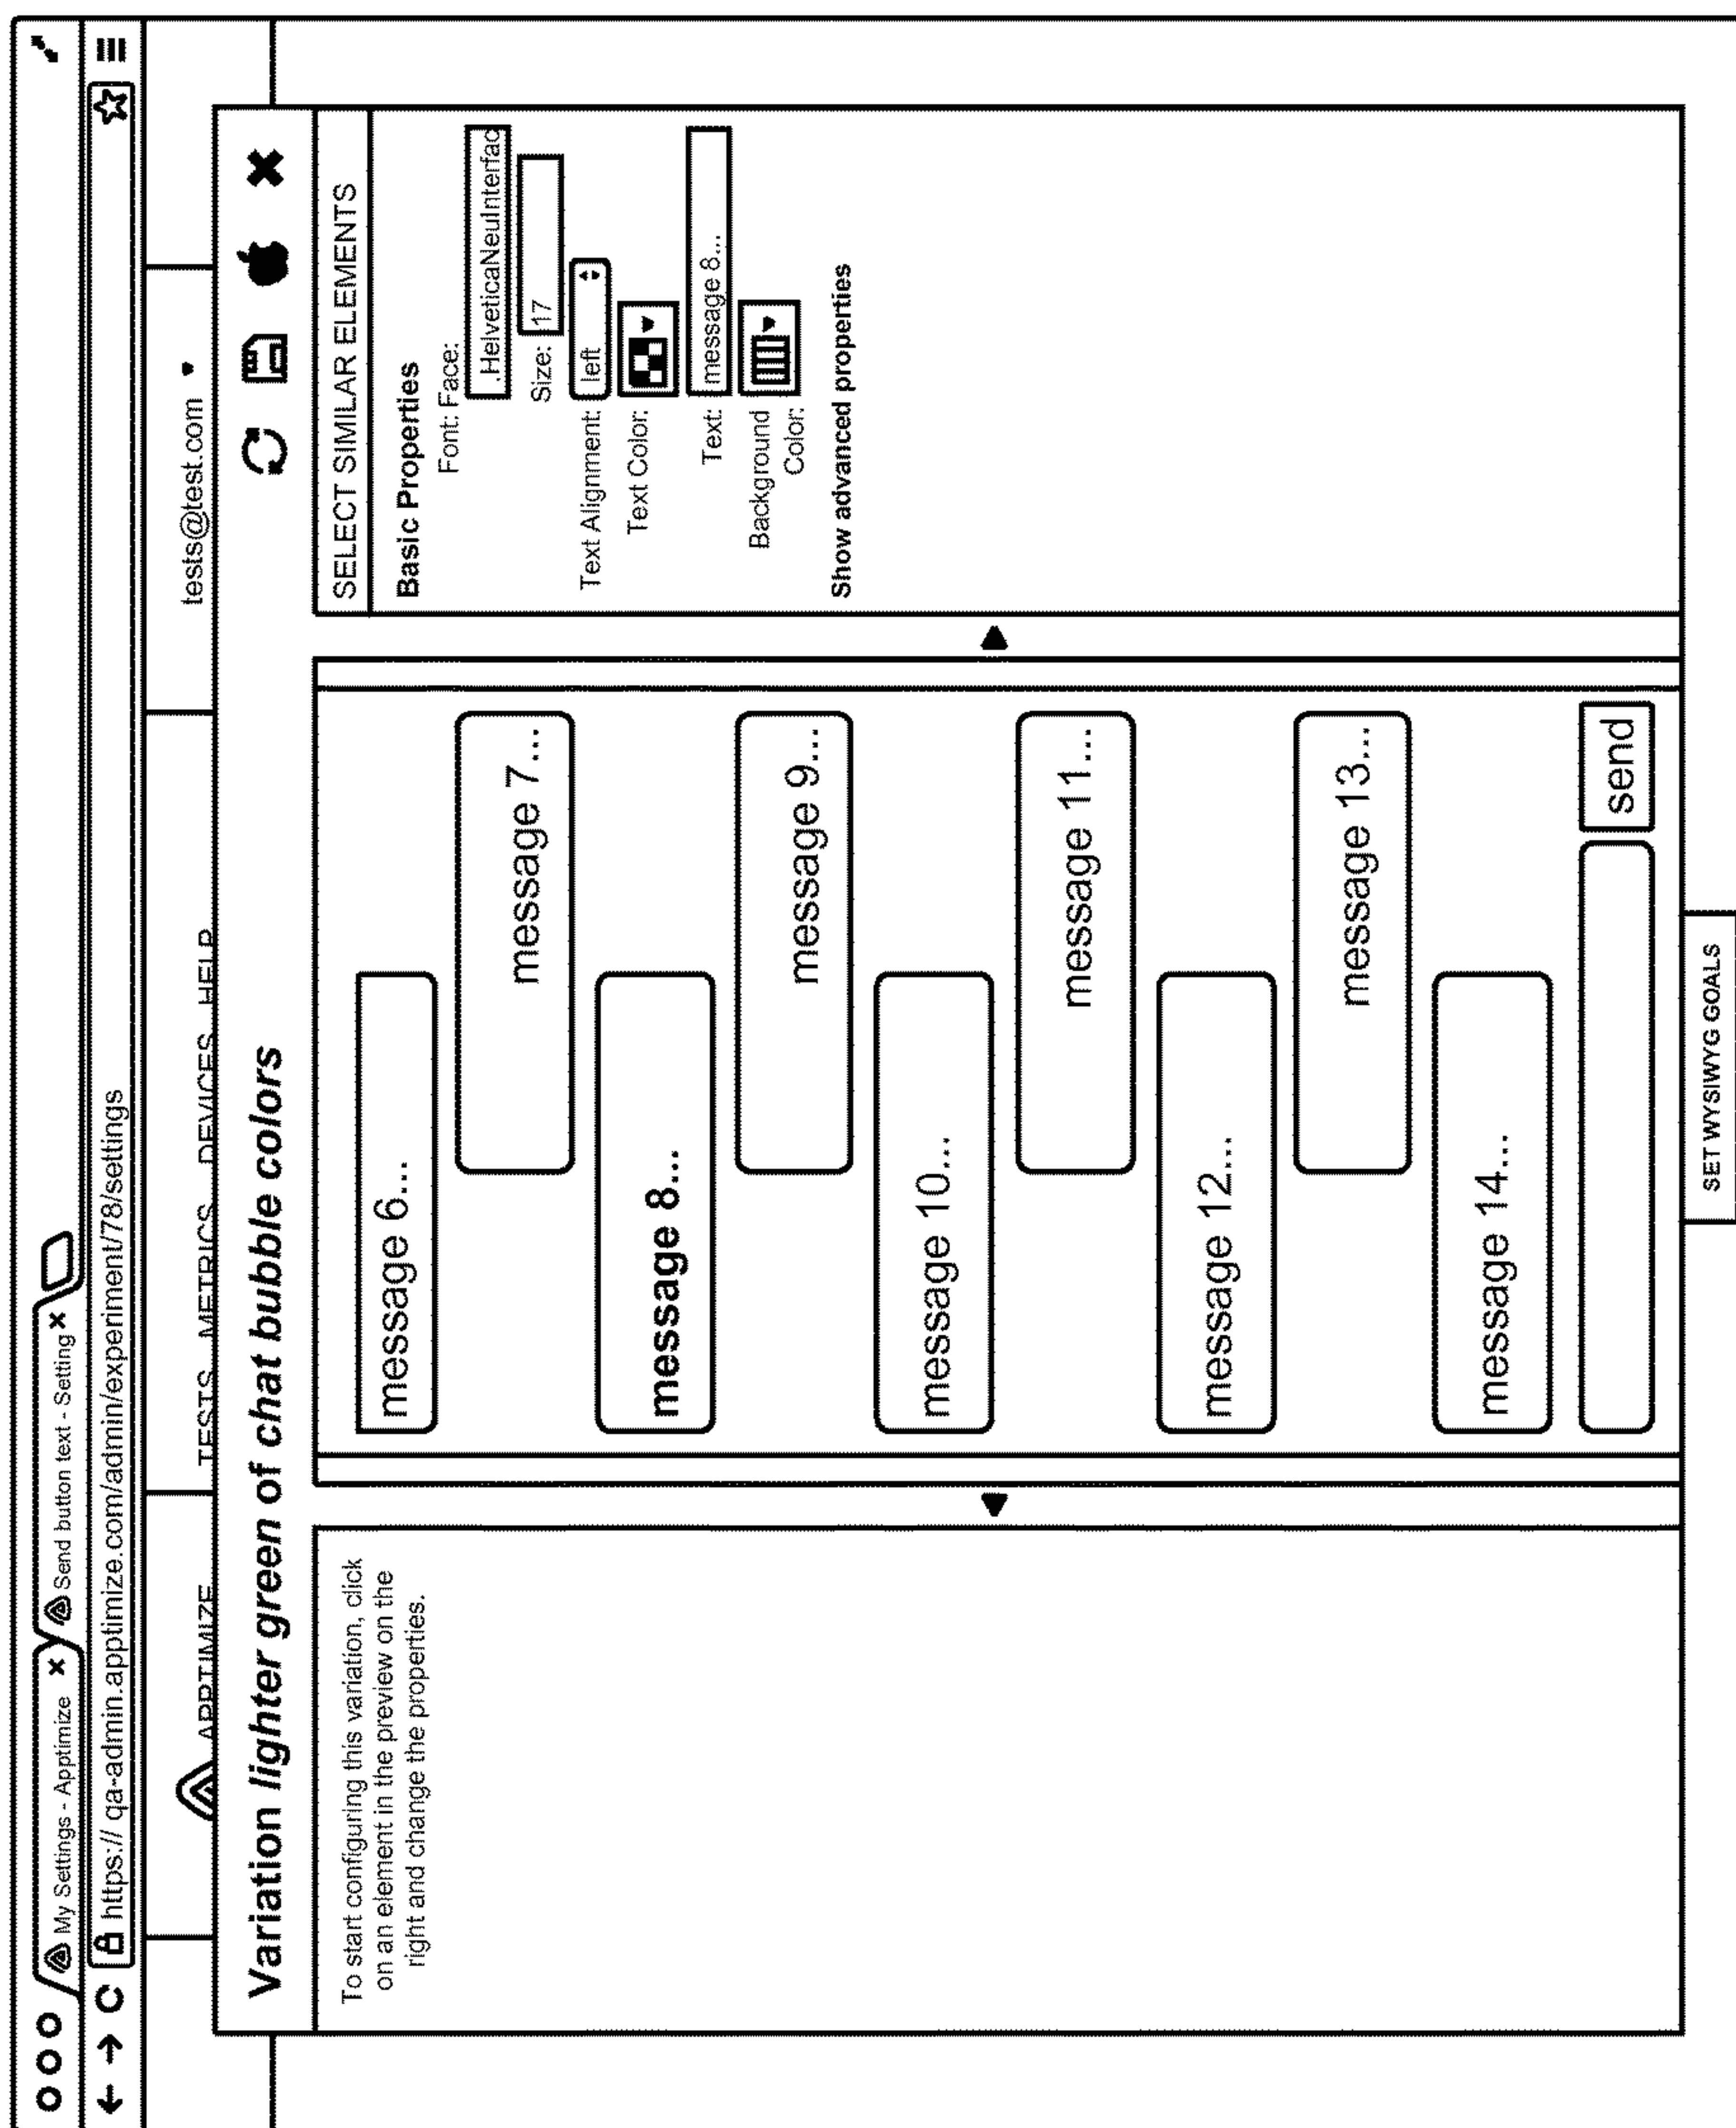 My Settings - Apptimize
Send button text - Setting
https:// qa-admin.apptimize.com/admin/experiment/78/settings
APPTIMIZE
TESTS METRICS DEVICES HELP
tests@test.com
Variation lighter green of chat bubble colors
To start configuring this variation, click
on an element in the preview on the
right and change the properties.
message 6...
message 7...
message 8...
message 9...
message 10...
message 11...
message 12...
message 13...
message 14...
send
SELECT SIMILAR ELEMENTS
Basic Properties
Font: Face:
.HelveticaNeuInterfac
Size: 17
Text Alignment: left
Text Color:
Text: message 8...
Background
Color:
Show advanced properties
SET WYSIWYG GOALS